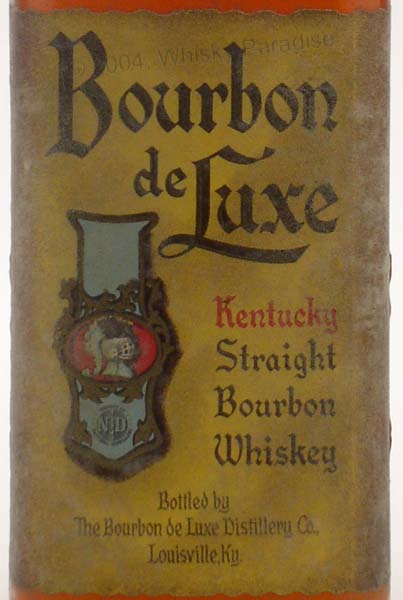 © 2004, Whisky Paradise
Bourbon
de Luxe
Kentucky
Straight
Bourbon
Whiskey
ND
Bottled by
The Bourbon de Luxe Distillery Co.,
Louisville, Ky.